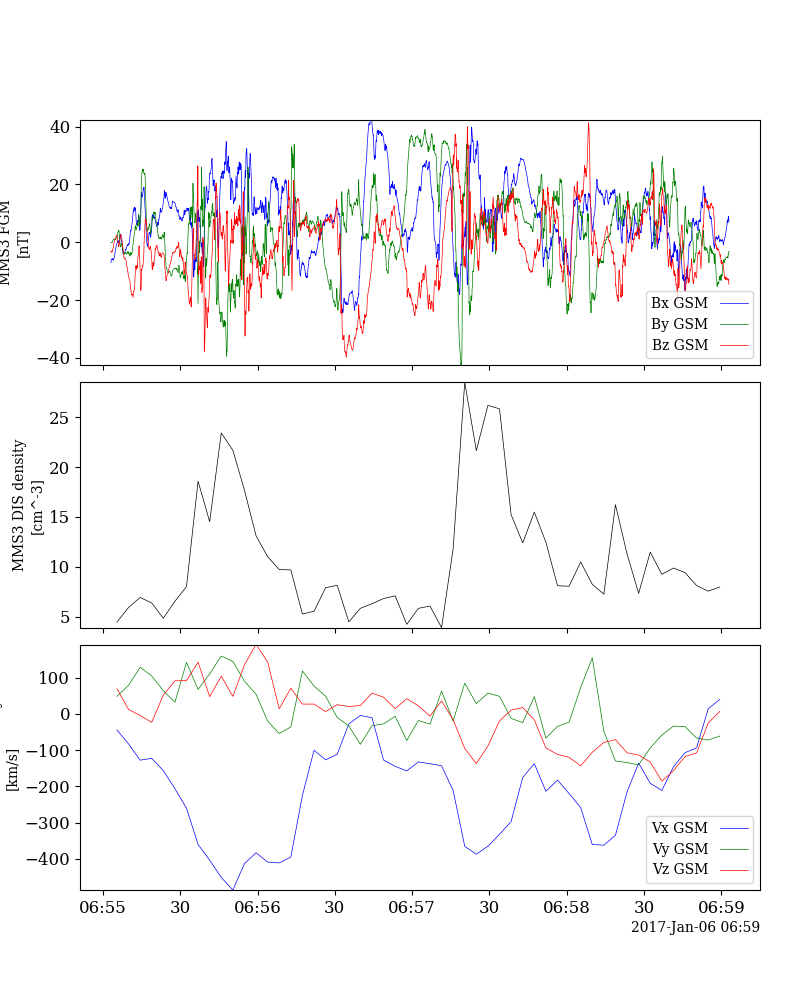 40
20
0
−20
−40
MMS3 FGM
[nT]
Bx GSM
By GSM
Bz GSM
25
20
15
10
5
MMS3 DIS density
[cm^-3]
100
0
−100
−200
−300
−400
[km/s]
Vx GSM
Vy GSM
Vz GSM
06:55 30 06:56 30 06:57 30 06:58 30 06:59
2017-Jan-06 06:59